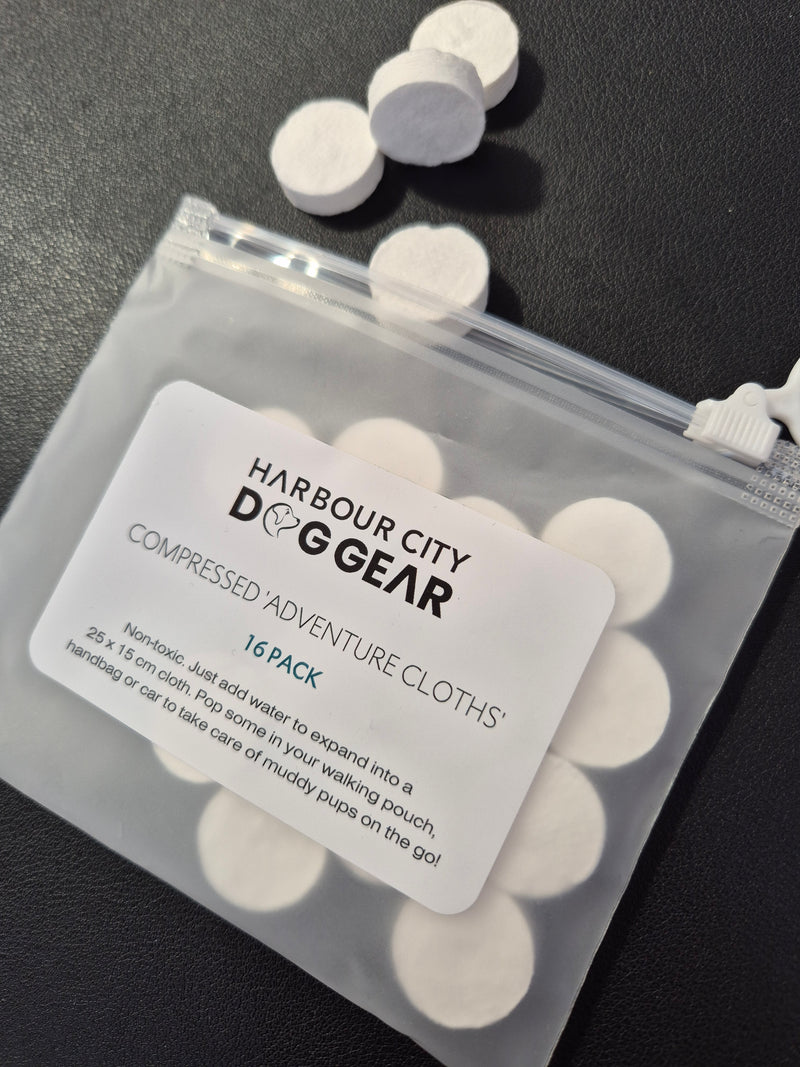 HARBOUR CITY
DOG GEAR
COMPRESSED 'ADVENTURE CLOTHS'
16 PACK
Non-toxic. Just add water to expand into a
25 x 15 cm cloth. Pop some in your walking pouch,
handbag or car to take care of muddy pups on the go!